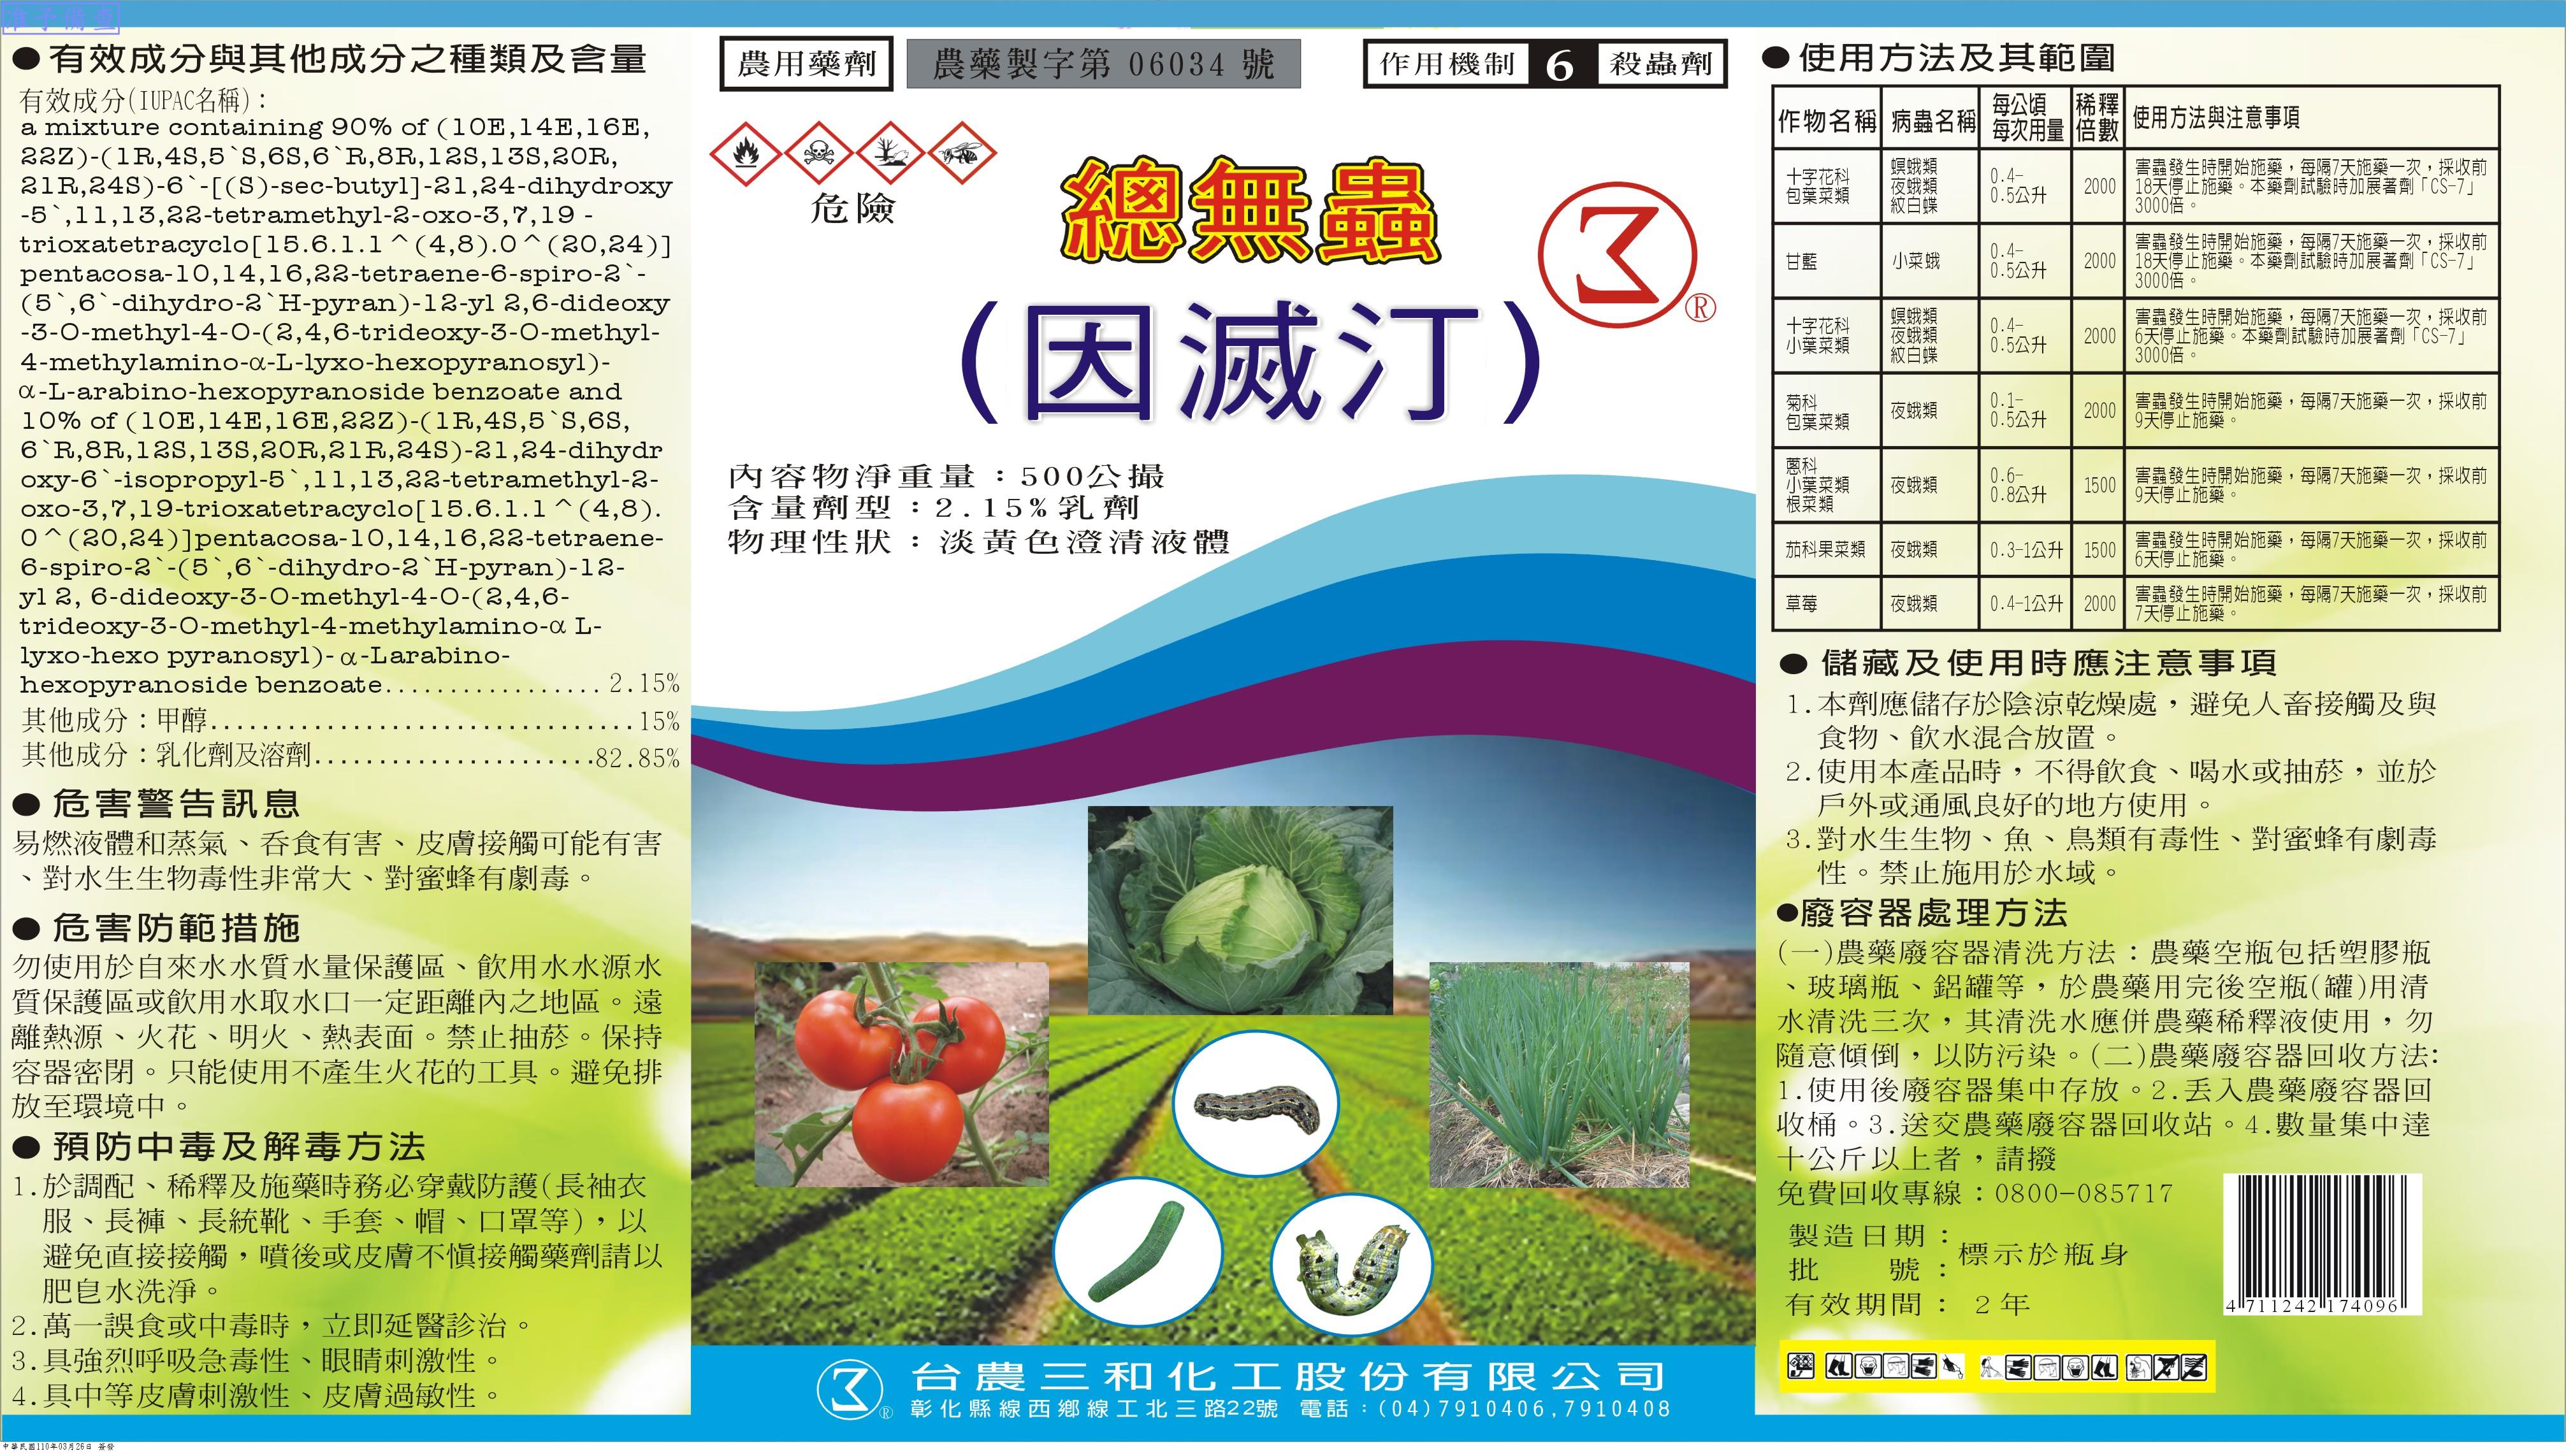 准予備查
● 有效成分與其他成分之種類及含量
有效成分(IUPAC名稱)：
a mixture containing 90% of (10E,14E,16E,
22Z)-(1R,4S,5`S,6S,6`R,8R,12S,13S,20R,
21R,24S)-6`-[(S)-sec-butyl]-21,24-dihydroxy
-5`,11,13,22-tetramethyl-2-oxo-3,7,19 -
trioxatetracyclo[15.6.1.1^(4,8).0^(20,24)]
pentacosa-10,14,16,22-tetraene-6-spiro-2`-
(5`,6`-dihydro-2`H-pyran)-12-yl 2,6-dideoxy
-3-O-methyl-4-O-(2,4,6-trideoxy-3-O-methyl-
4-methylamino-α-L-lyxo-hexopyranosyl)-
α-L-arabino-hexopyranoside benzoate and
10% of (10E,14E,16E,22Z)-(1R,4S,5`S,6S,
6`R,8R,12S,13S,20R,21R,24S)-21,24-dihydr
oxy-6`-isopropyl-5`,11,13,22-tetramethyl-2-
oxo-3,7,19-trioxatetracyclo[15.6.1.1^(4,8).
0^(20,24)]pentacosa-10,14,16,22-tetraene-
6-spiro-2`-(5`,6`-dihydro-2`H-pyran)-12-
yl 2, 6-dideoxy-3-O-methyl-4-O-(2,4,6-
trideoxy-3-O-methyl-4-methylamino-α L-
lyxo-hexo pyranosyl)- α-Larabino-
hexopyranoside benzoate................. 2.15%
其他成分：甲醇.................................15%
其他成分：乳化劑及溶劑......................82.85%
● 危害警告訊息
易燃液體和蒸氣、吞食有害、皮膚接觸可能有害
、對水生生物毒性非常大、對蜜蜂有劇毒。
● 危害防範措施
勿使用於自來水水質水量保護區、飲用水水源水
質保護區或飲用水取水口一定距離內之地區。遠
離熱源、火花、明火、熱表面。禁止抽菸。保持
容器密閉。只能使用不產生火花的工具。避免排
放至環境中。
● 預防中毒及解毒方法
1.於調配、稀釋及施藥時務必穿戴防護(長袖衣
服、長褲、長統靴、手套、帽、口罩等)，以
避免直接接觸，噴後或皮膚不慎接觸藥劑請以
肥皂水洗淨。
2.萬一誤食或中毒時，立即延醫診治。
3.具強烈呼吸急毒性、眼睛刺激性。
4.具中等皮膚刺激性、皮膚過敏性。
中華民國110年03月26日 簽發
農用藥劑 農藥製字第 06034 號 作用機制 6 殺蟲劑
危險
總無蟲
®
(因滅汀)
內容物淨重量：500公撮
含量劑型：2.15%乳劑
物理性狀：淡黃色澄清液體
® 台農三和化工股份有限公司
彰化縣線西鄉線工北三路22號 電話：(04)7910406,7910408
● 使用方法及其範圍
作物名稱 病蟲名稱 每公頃每次用量 稀釋倍數 使用方法與注意事項
十字花科包葉菜類 螟蛾類夜蛾類紋白蝶 0.4-0.5公升 2000 害蟲發生時開始施藥，每隔7天施藥一次，採收前18天停止施藥。本藥劑試驗時加展著劑「CS-7」3000倍。
甘藍 小菜蛾 0.4-0.5公升 2000 害蟲發生時開始施藥，每隔7天施藥一次，採收前18天停止施藥。本藥劑試驗時加展著劑「CS-7」3000倍。
十字花科小葉菜類 螟蛾類夜蛾類紋白蝶 0.4-0.5公升 2000 害蟲發生時開始施藥，每隔7天施藥一次，採收前6天停止施藥。本藥劑試驗時加展著劑「CS-7」3000倍。
菊科包葉菜類 夜蛾類 0.1-0.5公升 2000 害蟲發生時開始施藥，每隔7天施藥一次，採收前9天停止施藥。
蔥科小葉菜類根菜類 夜蛾類 0.6-0.8公升 1500 害蟲發生時開始施藥，每隔7天施藥一次，採收前9天停止施藥。
茄科果菜類 夜蛾類 0.3-1公升 1500 害蟲發生時開始施藥，每隔7天施藥一次，採收前6天停止施藥。
草莓 夜蛾類 0.4-1公升 2000 害蟲發生時開始施藥，每隔7天施藥一次，採收前7天停止施藥。
● 儲藏及使用時應注意事項
1.本劑應儲存於陰涼乾燥處，避免人畜接觸及與
食物、飲水混合放置。
2.使用本產品時，不得飲食、喝水或抽菸，並於
戶外或通風良好的地方使用。
3.對水生生物、魚、鳥類有毒性、對蜜蜂有劇毒
性。禁止施用於水域。
●廢容器處理方法
(一)農藥廢容器清洗方法：農藥空瓶包括塑膠瓶
、玻璃瓶、鋁罐等，於農藥用完後空瓶(罐)用清
水清洗三次，其清洗水應併農藥稀釋液使用，勿
隨意傾倒，以防污染。(二)農藥廢容器回收方法:
1.使用後廢容器集中存放。2.丟入農藥廢容器回
收桶。3.送交農藥廢容器回收站。4.數量集中達
十公斤以上者，請撥
免費回收專線：0800-085717
製造日期：
批 號：標示於瓶身
有效期間： 2年
4 711242 174096